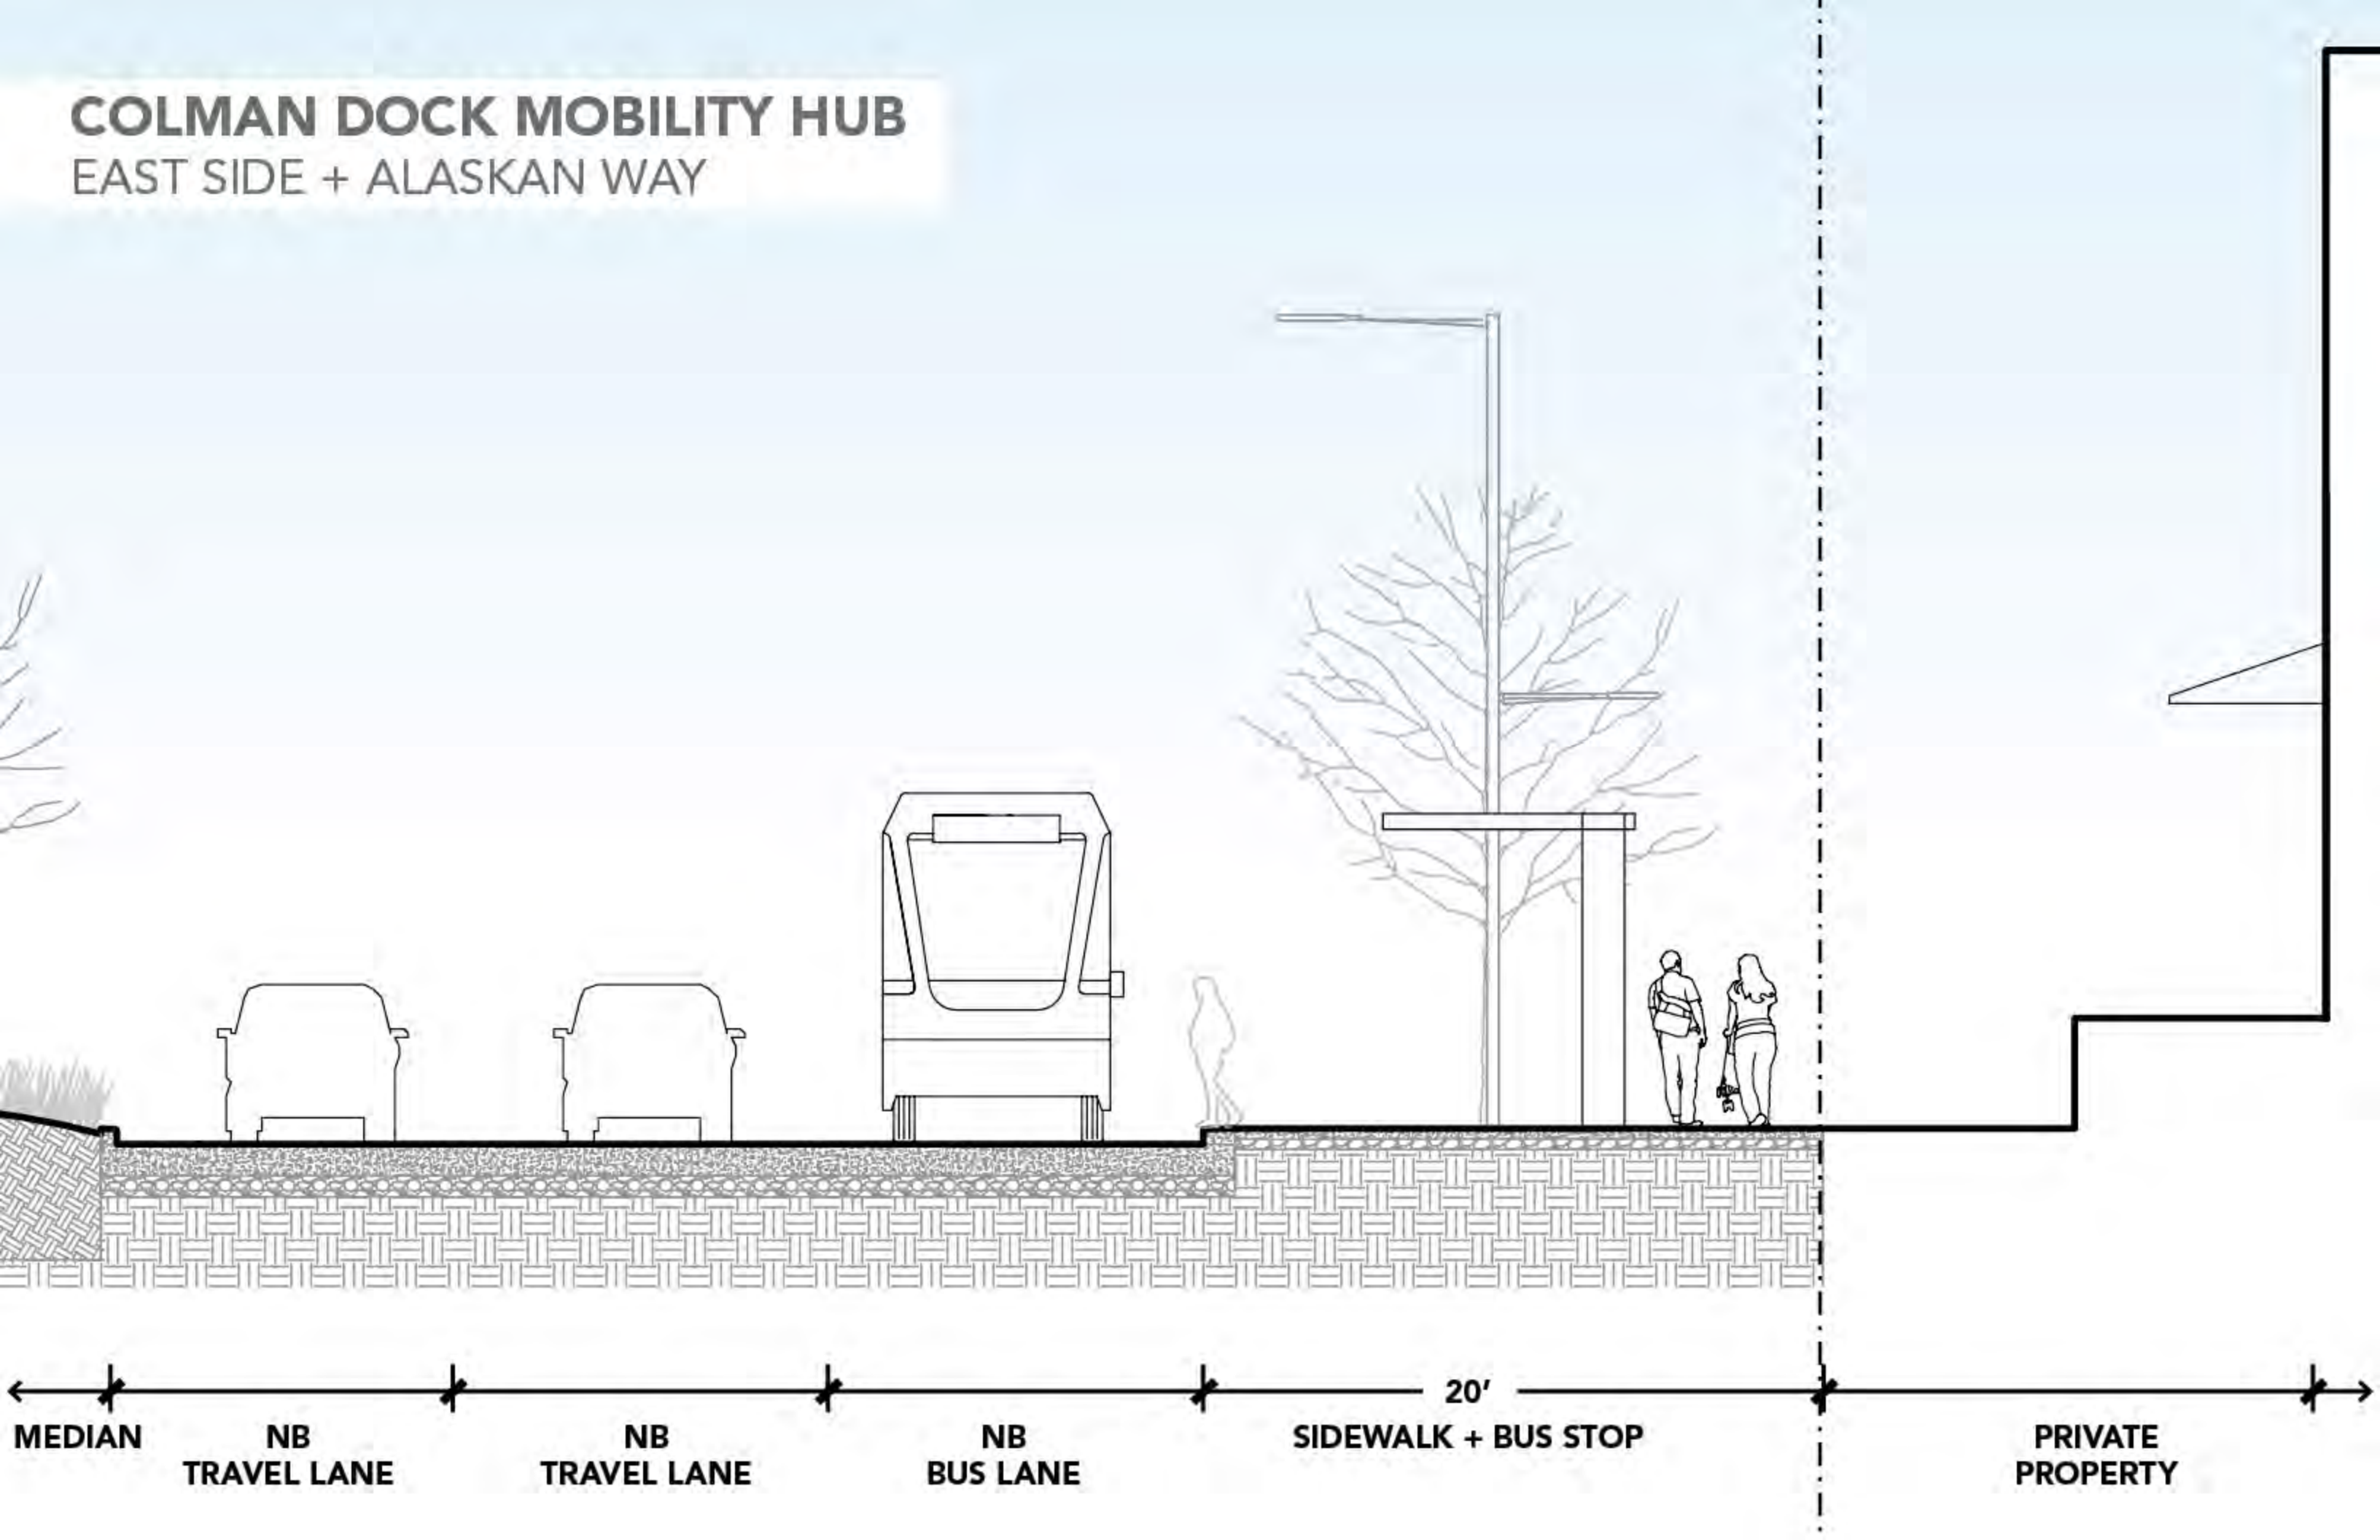 COLMAN DOCK MOBILITY HUB
EAST SIDE + ALASKAN WAY
20'
MEDIAN
NB
TRAVEL LANE
NB
TRAVEL LANE
NB
BUS LANE
SIDEWALK + BUS STOP
PRIVATE
PROPERTY